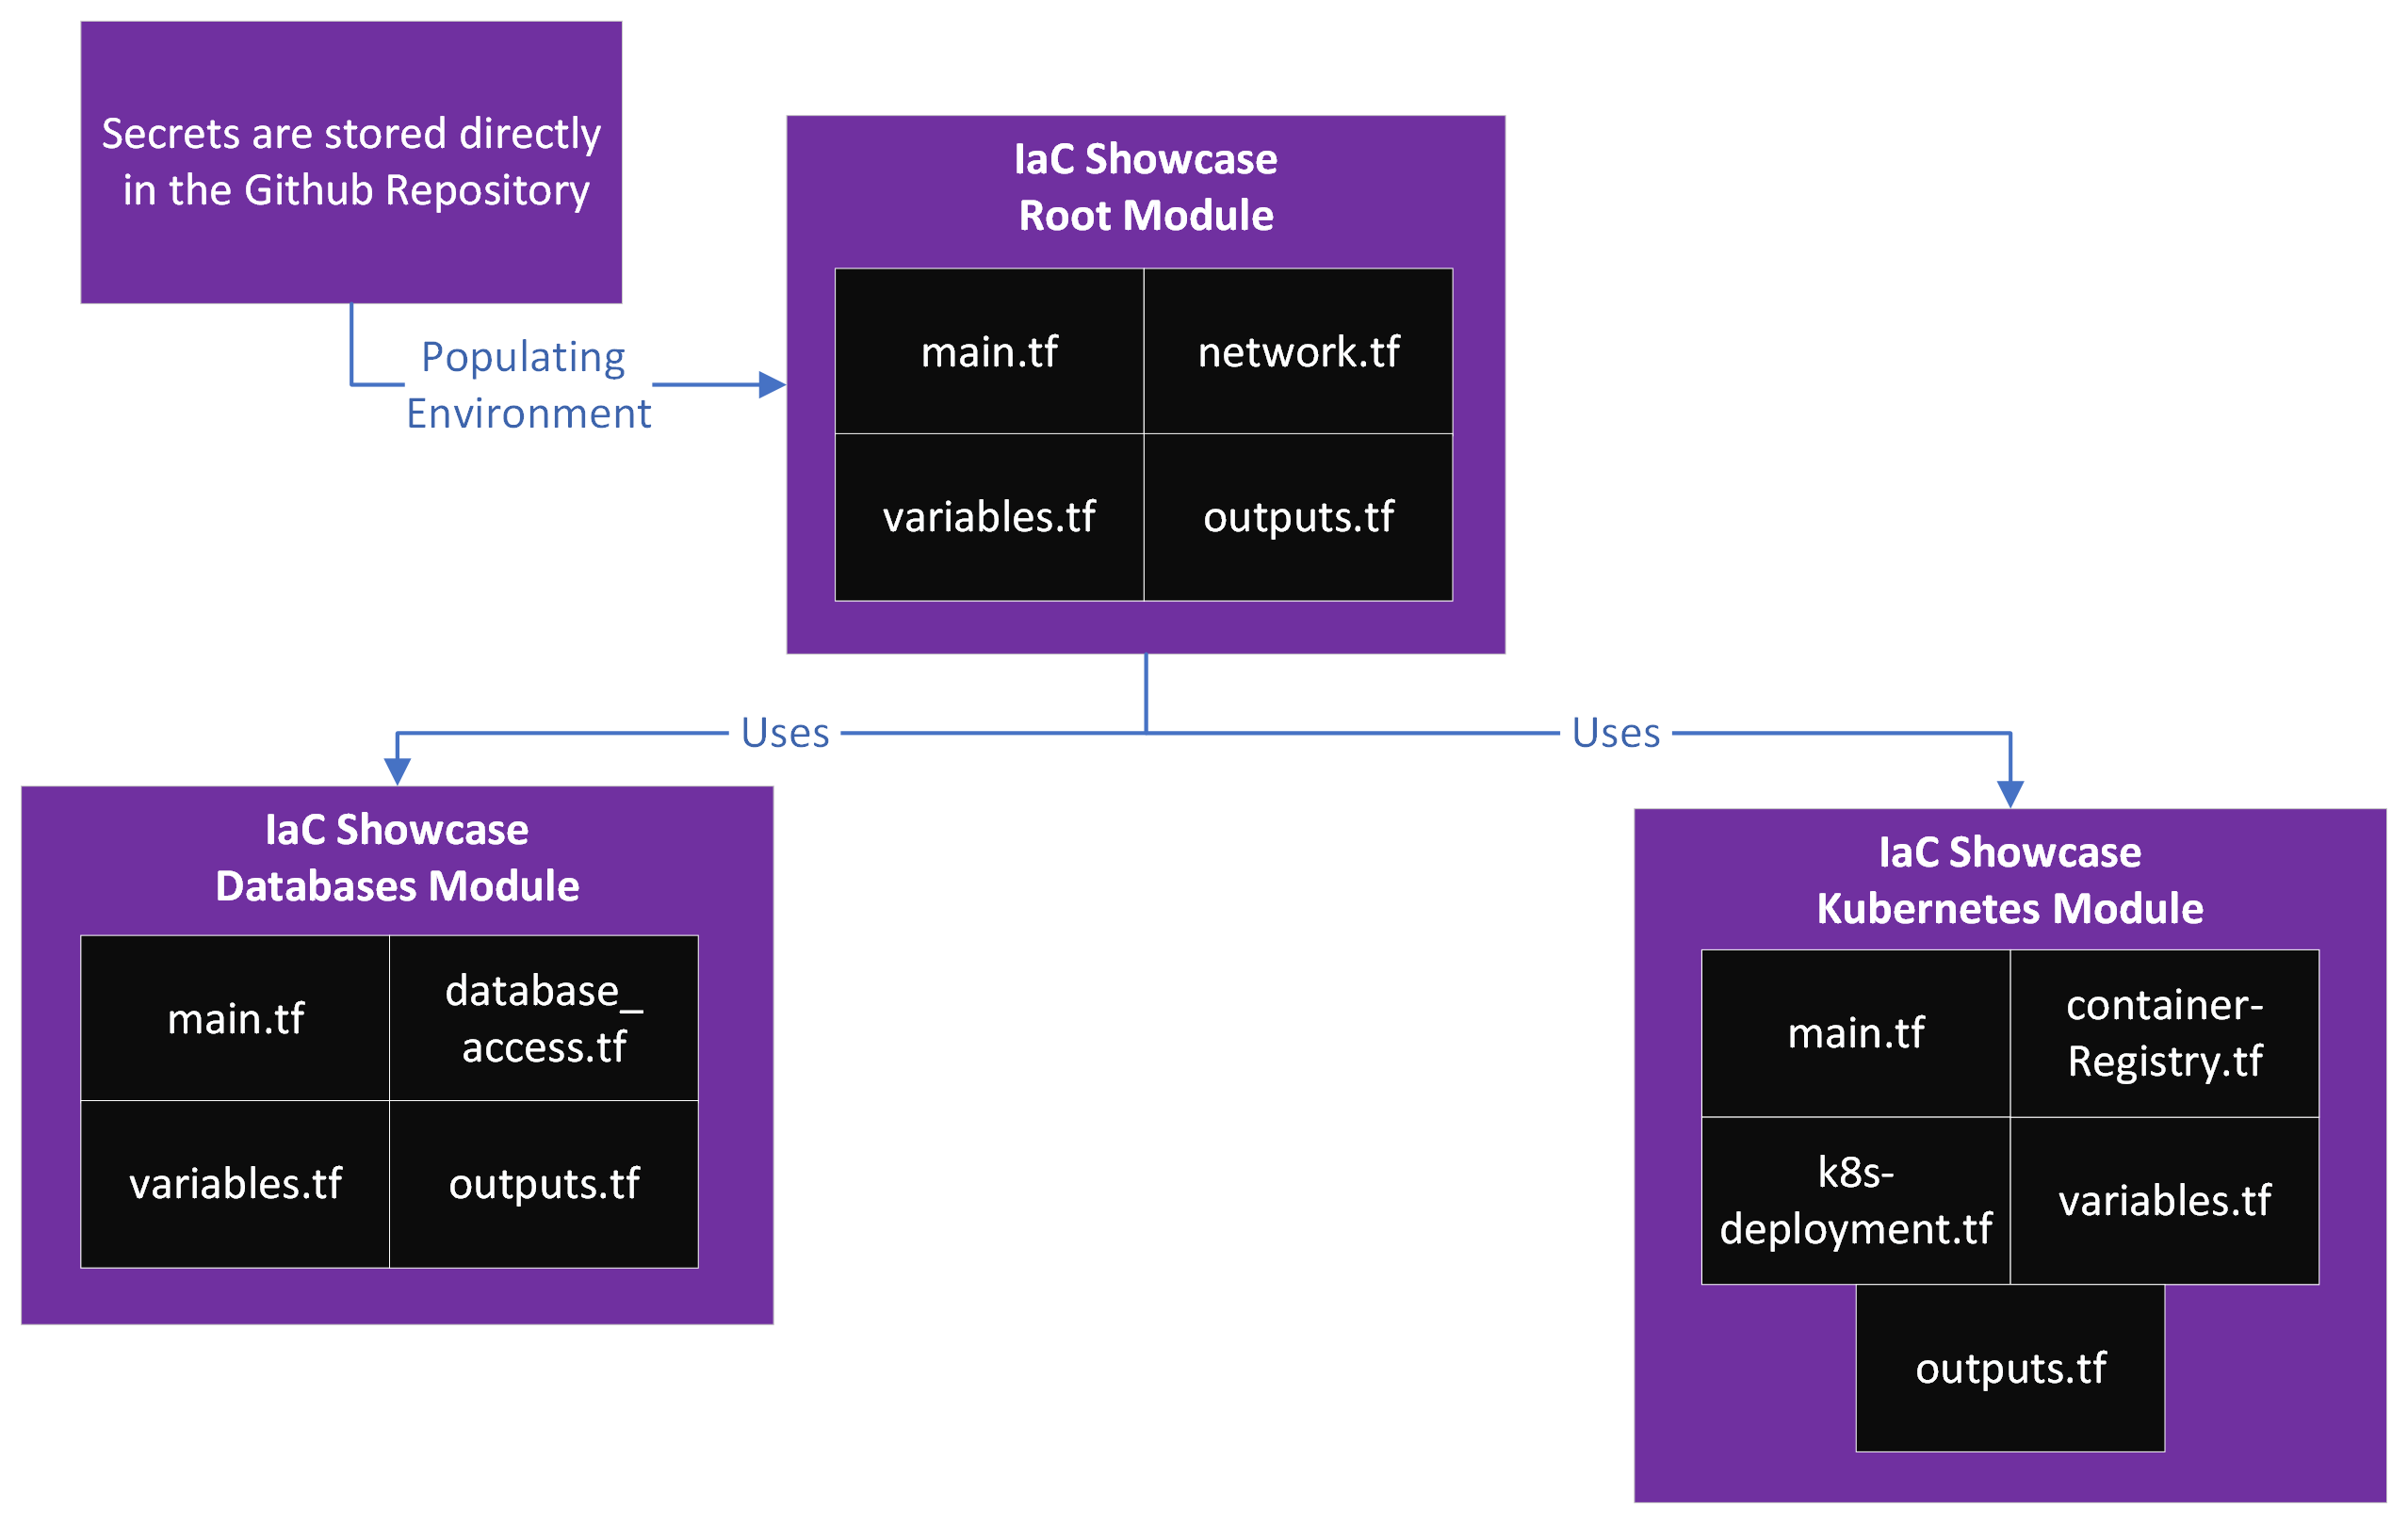 Secrets are stored directly
in the Github Repository
Populating
Environment
IaC Showcase
Root Module
main.tf
network.tf
variables.tf
outputs.tf
Uses
Uses
IaC Showcase
Databases Module
main.tf
database_
access.tf
variables.tf
outputs.tf
IaC Showcase
Kubernetes Module
main.tf
container-
Registry.tf
k8s-
deployment.tf
variables.tf
outputs.tf